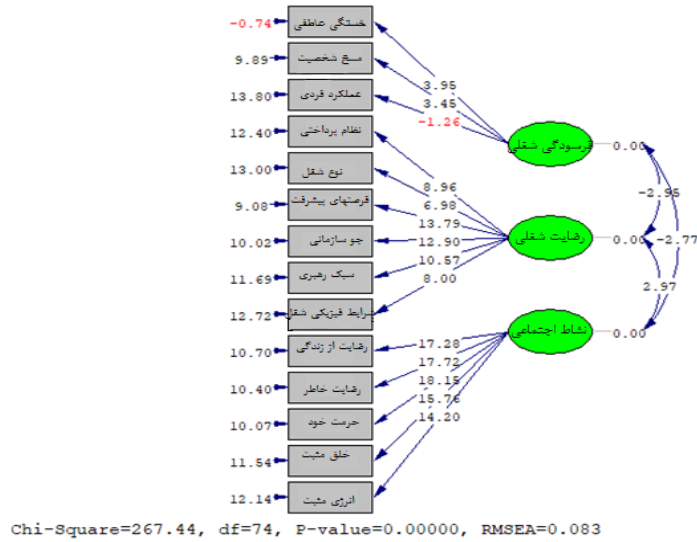 -0.74 خستگی عاطفی
9.89 مسخ شخصیت
13.80 عملکرد فردی
12.40 نظام پرداختی
13.00 نوع شغل
9.08 فرصتهای پیشرفت
10.02 جو سازمانی
11.69 سبک رهبری
12.72 شرایط فیزیکی شغل
10.70 رضایت از زندگی
10.40 رضایت خاطر
10.07 حرمت خود
11.54 خلق مثبت
12.14 انرژی مثبت
3.95
3.45
-1.26
8.96
6.98
13.79
12.90
10.57
8.00
17.28
17.72
18.15
15.76
14.20
فرسودگی شغلی 0.00
رضایت شغلی 0.00
نشاط اجتماعی 0.00
-2.95
-2.77
2.97
Chi-Square=267.44, df=74, P-value=0.00000, RMSEA=0.083